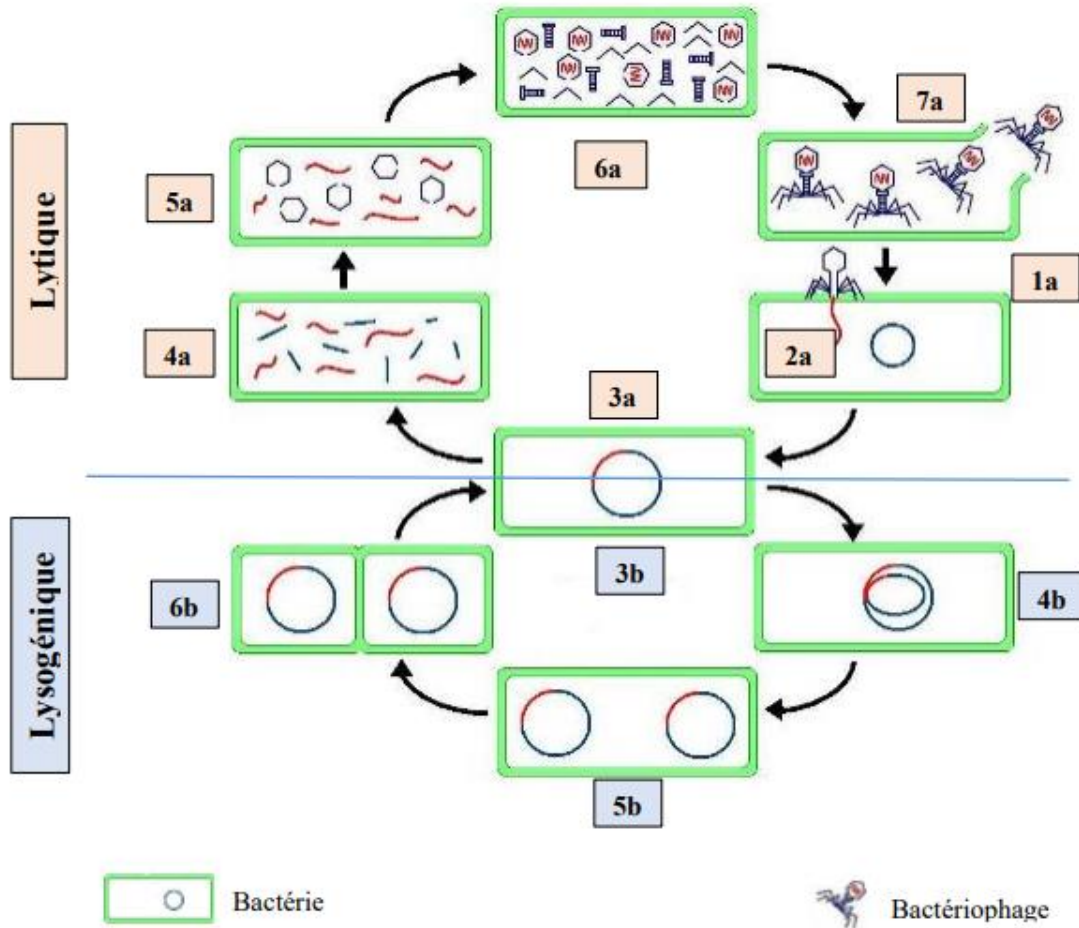 Lytique
7a
6a
5a
1a
4a
2a
3a
Lysogénique
3b
6b
4b
5b
Bactérie
Bactériophage